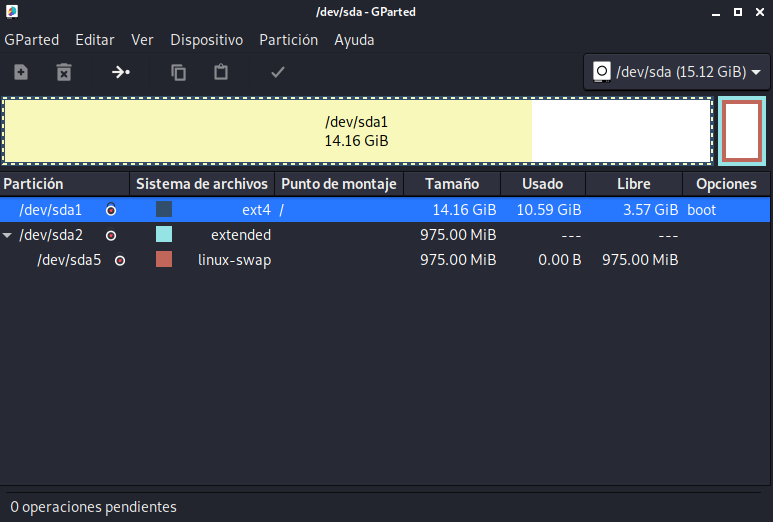 /dev/sda - GParted
GParted Editar Ver Dispositivo Partición Ayuda
/dev/sda (15.12 GiB)
/dev/sda1
14.16 GiB
Partición Sistema de archivos Punto de montaje Tamaño Usado Libre Opciones
/dev/sda1 ext4 / 14.16 GiB 10.59 GiB 3.57 GiB boot
/dev/sda2 extended 975.00 MiB --- ---
/dev/sda5 linux-swap 975.00 MiB 0.00 B 975.00 MiB
0 operaciones pendientes